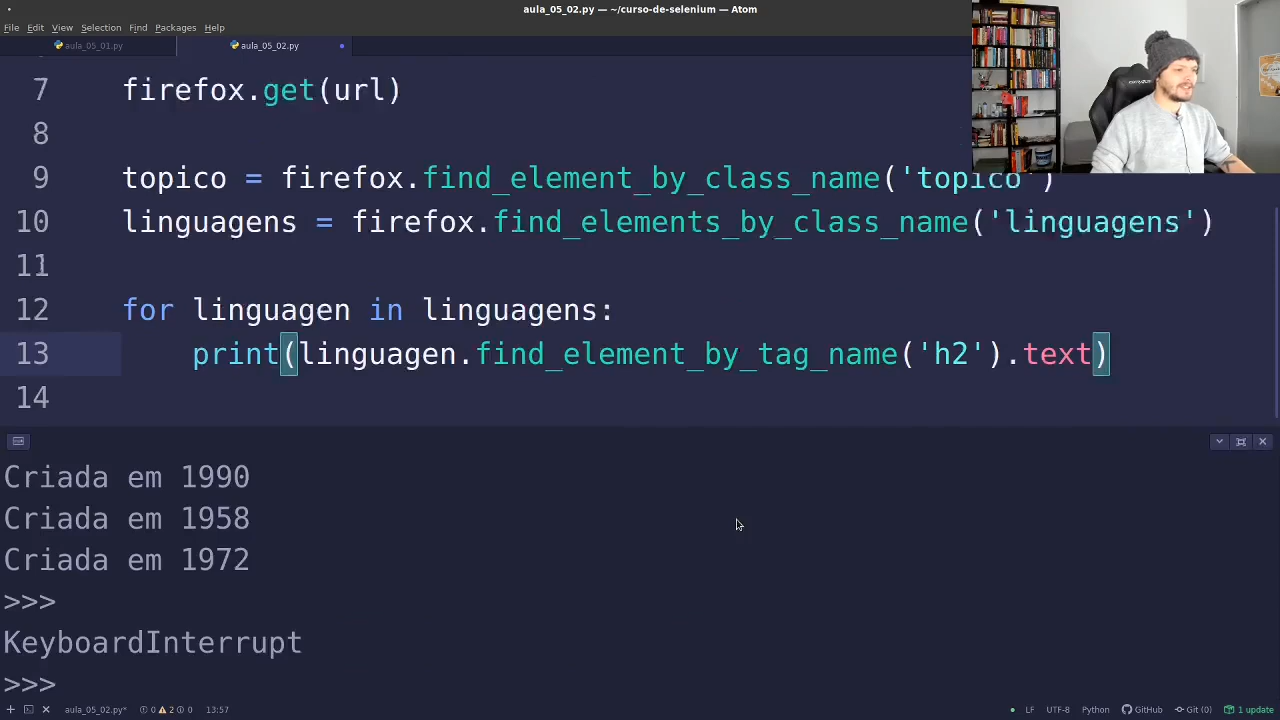 aula_05_02.py — ~/curso-de-selenium — Atom
File Edit View Selection Find Packages Help
aula_05_01.py aula_05_02.py
7 firefox.get(url)
8
9 topico = firefox.find_element_by_class_name('topico')
10 linguagens = firefox.find_elements_by_class_name('linguagens')
11
12 for linguagen in linguagens:
13 print(linguagen.find_element_by_tag_name('h2').text)
14
Criada em 1990
Criada em 1958
Criada em 1972
>>>
KeyboardInterrupt
>>>
aula_05_02.py* 0 2 0 13:57 LF UTF-8 Python GitHub Git (0) 1 update